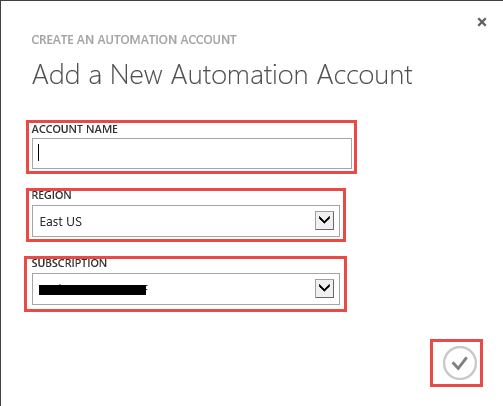 CREATE AN AUTOMATION ACCOUNT
Add a New Automation Account
ACCOUNT NAME
REGION
East US
SUBSCRIPTION